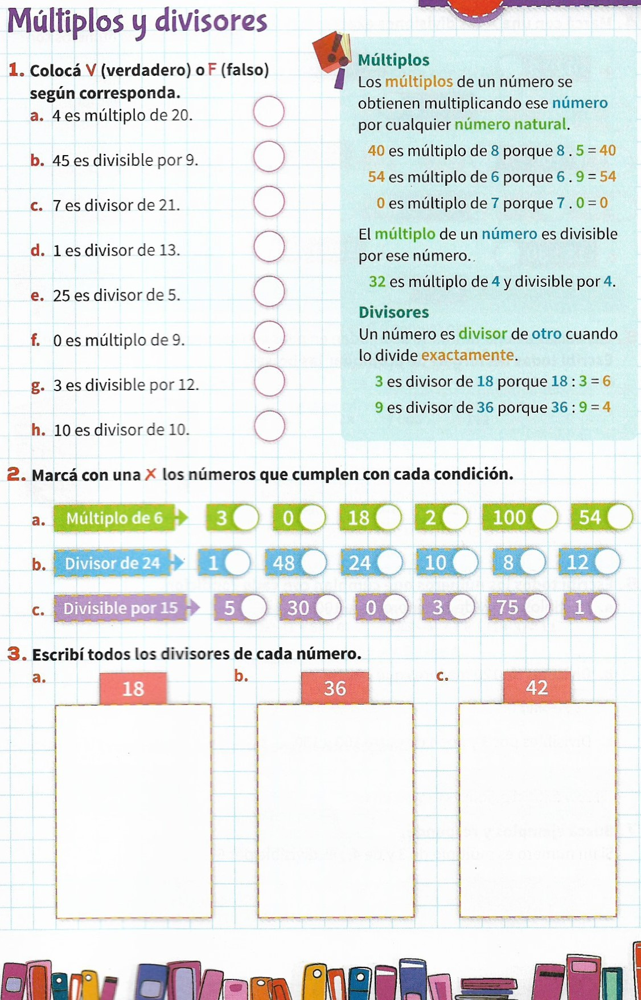 Múltiplos y divisores
1. Colocá V (verdadero) o F (falso)
según corresponda.
a. 4 es múltiplo de 20.
b. 45 es divisible por 9.
c. 7 es divisor de 21.
d. 1 es divisor de 13.
e. 25 es divisor de 5.
f. 0 es múltiplo de 9.
g. 3 es divisible por 12.
h. 10 es divisor de 10.
Múltiplos
Los múltiplos de un número se
obtienen multiplicando ese número
por cualquier número natural.
40 es múltiplo de 8 porque 8 . 5 = 40
54 es múltiplo de 6 porque 6 . 9 = 54
0 es múltiplo de 7 porque 7 . 0 = 0
El múltiplo de un número es divisible
por ese número..
32 es múltiplo de 4 y divisible por 4.
Divisores
Un número es divisor de otro cuando
lo divide exactamente.
3 es divisor de 18 porque 18 : 3 = 6
9 es divisor de 36 porque 36 : 9 = 4
2. Marcá con una X los números que cumplen con cada condición.
a. Múltiplo de 6 3 0 18 2 100 54
b. Divisor de 24 1 48 24 10 8 12
c. Divisible por 15 5 30 0 3 75 1
3. Escribí todos los divisores de cada número.
a. 18 b. 36 c. 42